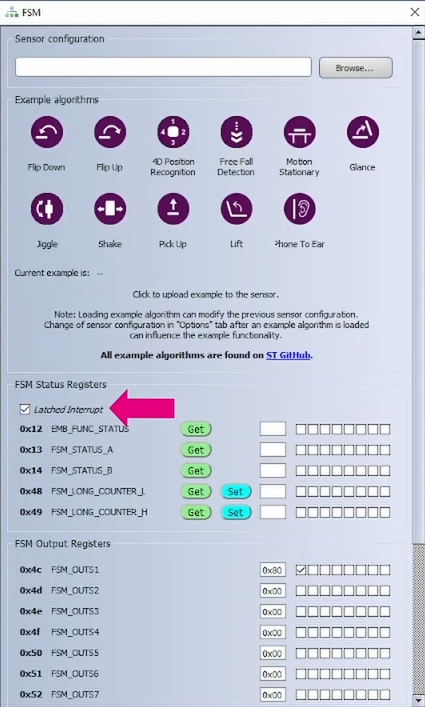 FSM
Sensor configuration
Browse...
Example algorithms
1
4 2
3
Flip Down Flip Up 4D Position Recognition Free Fall Detection Motion Stationary Glance
Jiggle Shake Pick Up Lift Phone To Ear
Current example is: --
Click to upload example to the sensor.
Note: Loading example algorithm can modify the previous sensor configuration.
Change of sensor configuration in "Options" tab after an example algorithm is loaded
can influence the example functionality.
All example algorithms are found on ST GitHub.
FSM Status Registers
Latched Interrupt
0x12 EMB_FUNC_STATUS Get
0x13 FSM_STATUS_A Get
0x14 FSM_STATUS_B Get
0x48 FSM_LONG_COUNTER_L Get Set
0x49 FSM_LONG_COUNTER_H Get Set
FSM Output Registers
0x4c FSM_OUTS1 0x80
0x4d FSM_OUTS2 0x00
0x4e FSM_OUTS3 0x00
0x4f FSM_OUTS4 0x00
0x50 FSM_OUTS5 0x00
0x51 FSM_OUTS6 0x00
0x52 FSM_OUTS7 0x00